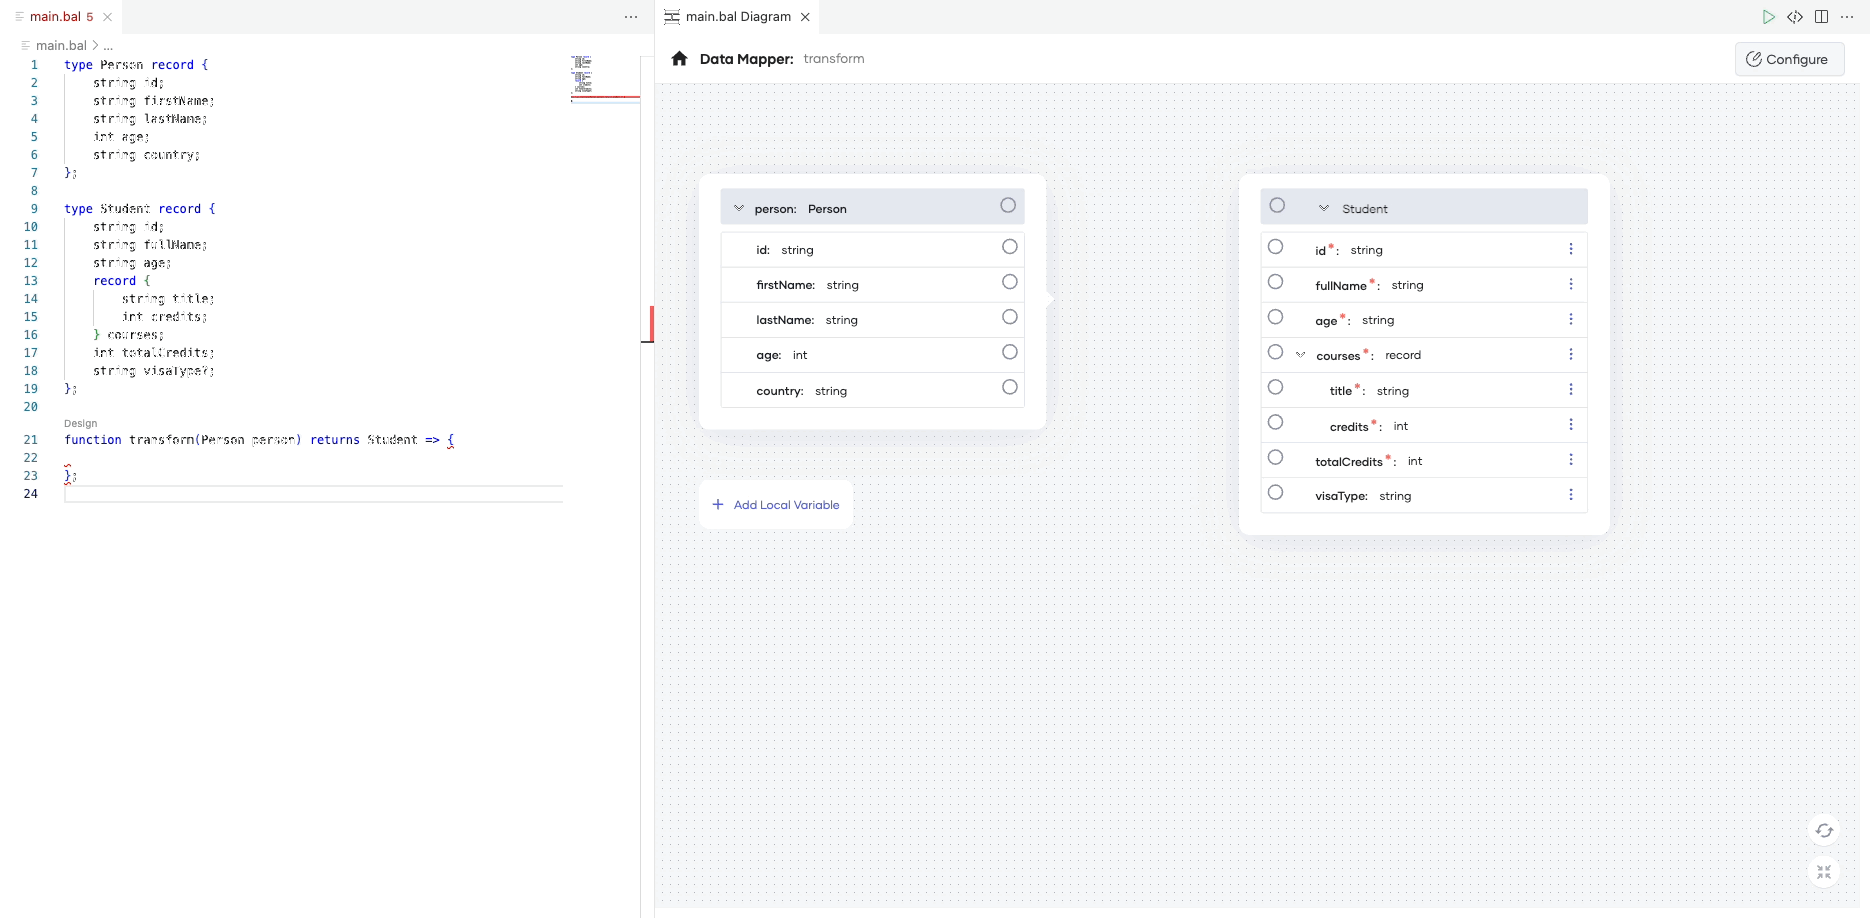 main.bal 5
main.bal > ...
1 type Person record {
2 string id;
3 string firstName;
4 string lastName;
5 int age;
6 string country;
7 };
8
9 type Student record {
10 string id;
11 string fullName;
12 string age;
13 record {
14 string title;
15 int credits;
16 } courses;
17 int totalCredits;
18 string visaType?;
19 };
20
Design
21 function transform(Person person) returns Student => {
22
23 };
24
main.bal Diagram
Data Mapper: transform
Configure
person: Person
id: string
firstName: string
lastName: string
age: int
country: string
+ Add Local Variable
Student
id*: string
fullName*: string
age*: string
courses*: record
title*: string
credits*: int
totalCredits*: int
visaType: string